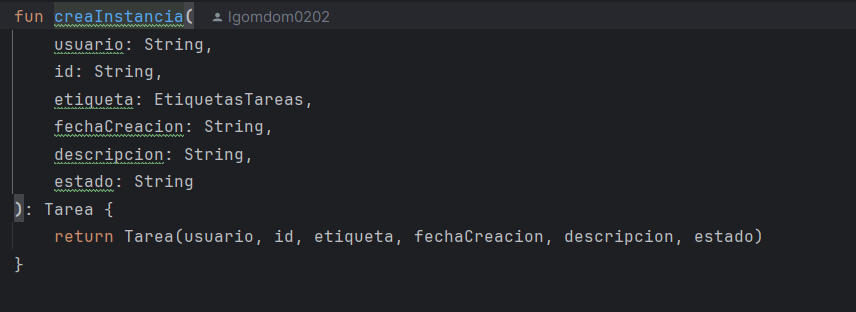 fun creaInstancia( lgomdom0202
usuario: String,
id: String,
etiqueta: EtiquetasTareas,
fechaCreacion: String,
descripcion: String,
estado: String
): Tarea {
return Tarea(usuario, id, etiqueta, fechaCreacion, descripcion, estado)
}